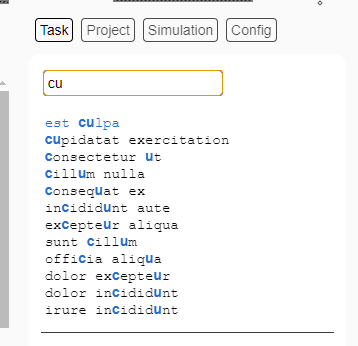 Task Project Simulation Config
cu
est culpa
cupidatat exercitation
consectetur ut
cillum nulla
consequat ex
incididunt aute
excepteur aliqua
sunt cillum
officia aliqua
dolor excepteur
dolor incididunt
irure incididunt